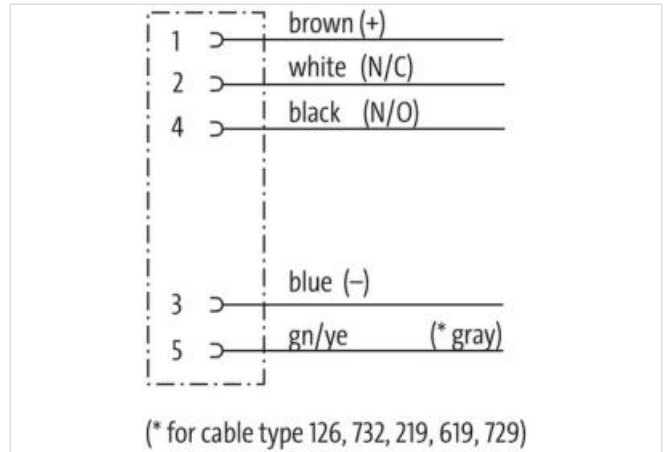 1 brown (+)
2 white (N/C)
4 black (N/O)
3 blue (–)
5 gn/ye (* gray)
(* for cable type 126, 732, 219, 619, 729)